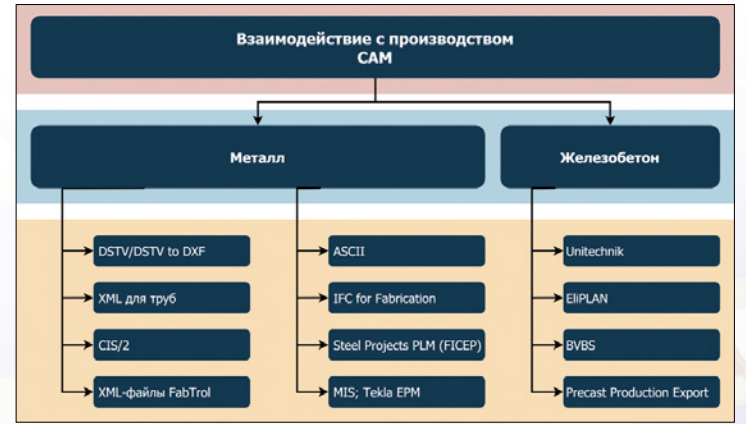 Взаимодействие с производством
САМ
Металл
Железобетон
DSTV/DSTV to DXF
XML для труб
CIS/2
XML-файлы FabTrol
ASCII
IFC for Fabrication
Steel Projects PLM (FICEP)
MIS; Tekla EPM
Unitechnik
EliPLAN
BVBS
Precast Production Export